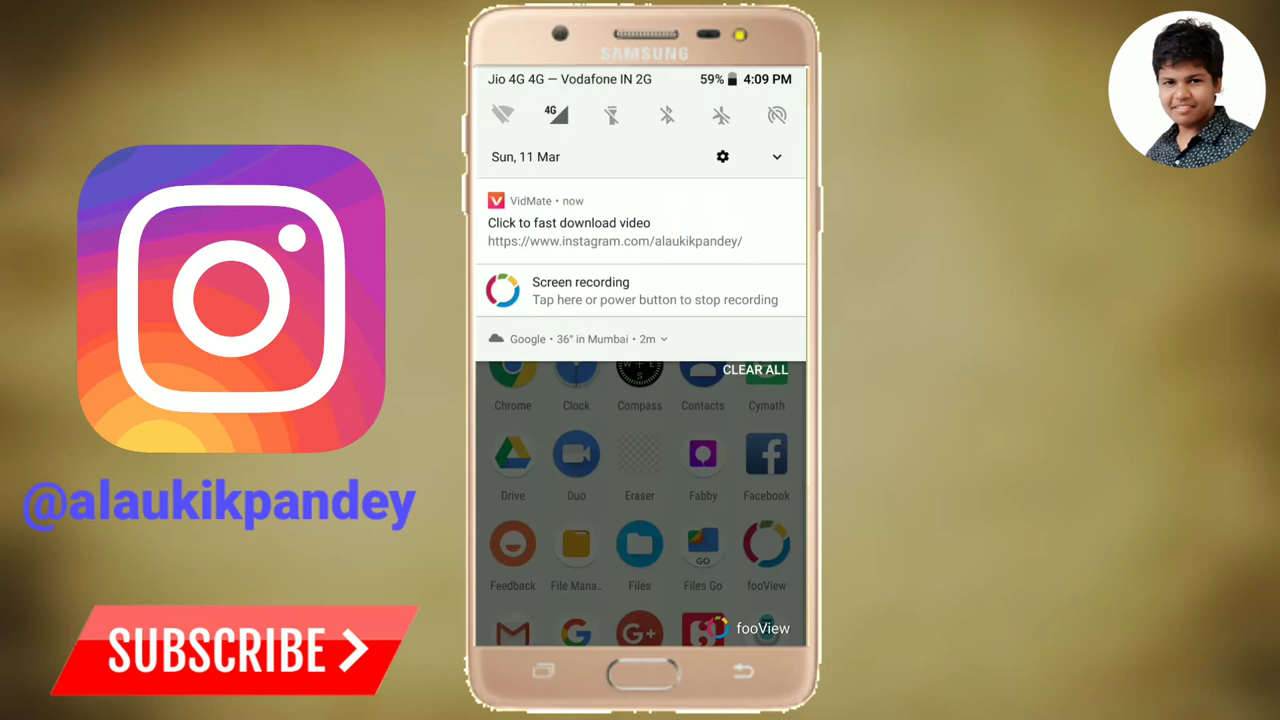 SAMSUNG
Jio 4G 4G — Vodafone IN 2G 59% 4:09 PM
4G
Sun, 11 Mar
VidMate • now
Click to fast download video
https://www.instagram.com/alaukikpandey/
Screen recording
Tap here or power button to stop recording
Google • 36° in Mumbai • 2m
CLEAR ALL
Chrome Clock Compass Contacts Cymath
Drive Duo Eraser Fabby Facebook
GO
Feedback File Mana.. Files Files Go fooView
fooView
@alaukikpandey
SUBSCRIBE